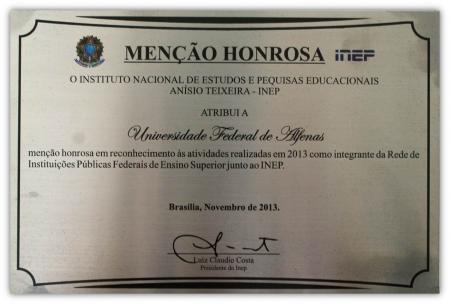 MENÇÃO HONROSA inep
O INSTITUTO NACIONAL DE ESTUDOS E PEQUISAS EDUCACIONAIS
ANÍSIO TEIXEIRA - INEP
ATRIBUI A
Universidade Federal de Alfenas
menção honrosa em reconhecimento às atividades realizadas em 2013 como integrante da Rede de
Instituições Públicas Federais de Ensino Superior junto ao INEP.
Brasília, Novembro de 2013.
Luiz Claudio Costa
Presidente do Inep